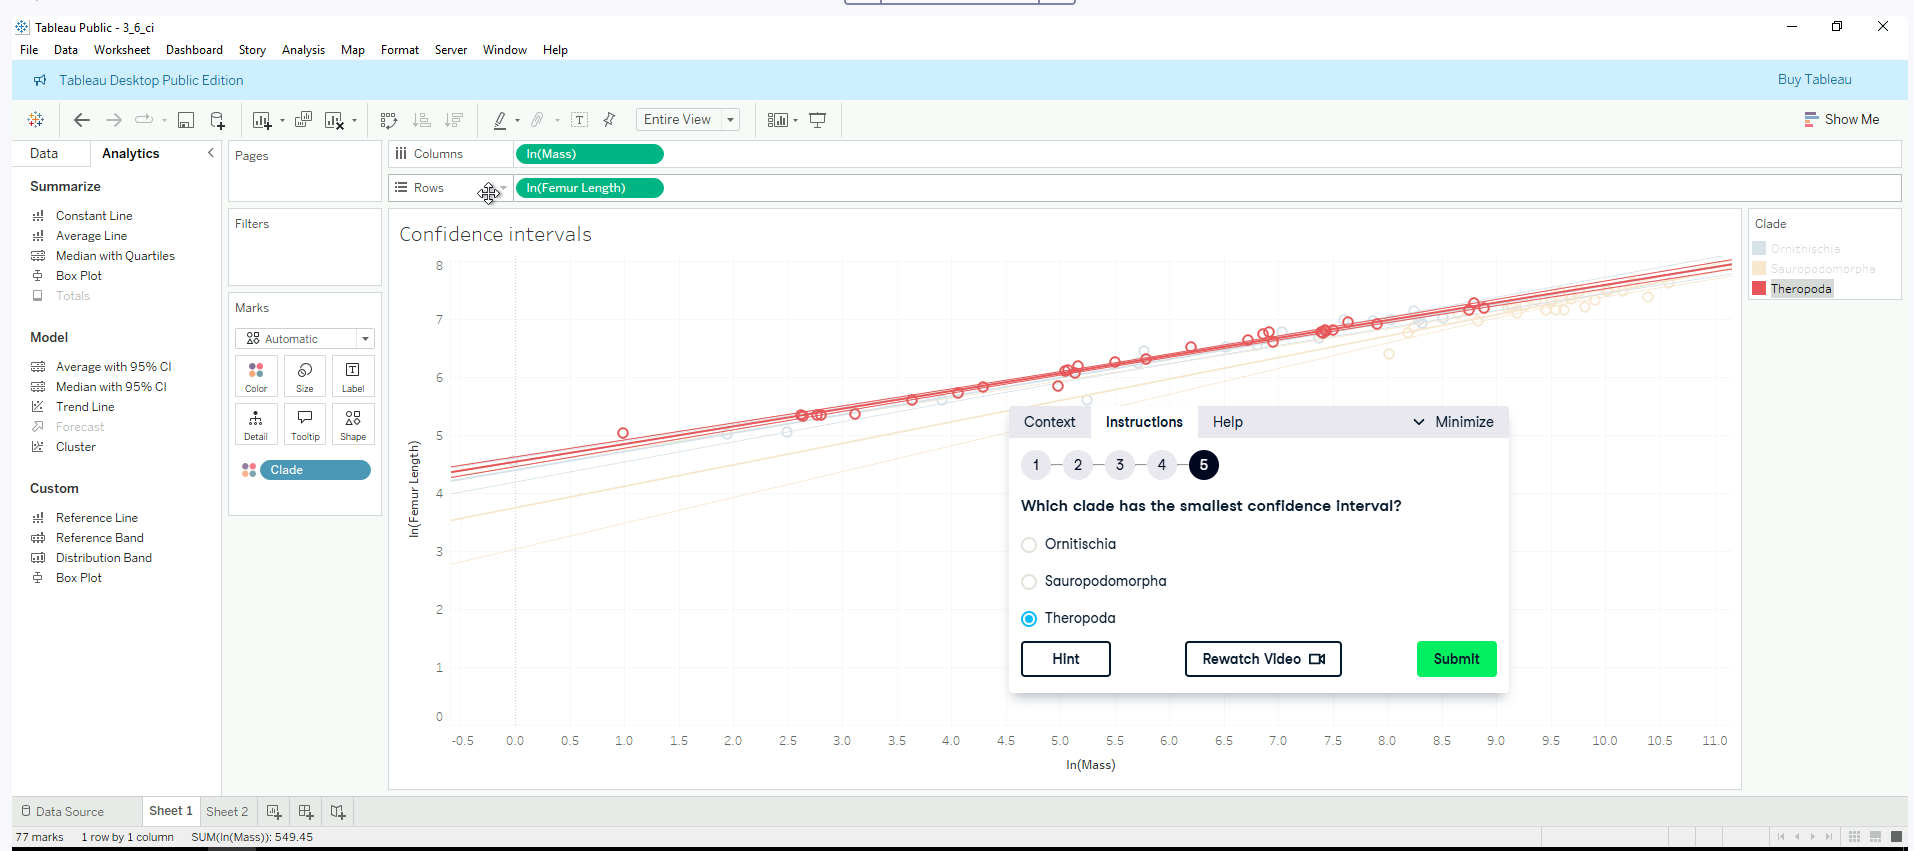 Tableau Public - 3_6_ci
File Data Worksheet Dashboard Story Analysis Map Format Server Window Help
Tableau Desktop Public Edition
Buy Tableau
Entire View
Show Me
Data
Analytics
Summarize
Constant Line
Average Line
Median with Quartiles
Box Plot
Totals
Model
Average with 95% CI
Median with 95% CI
Trend Line
Forecast
Cluster
Custom
Reference Line
Reference Band
Distribution Band
Box Plot
Pages
Filters
Marks
Automatic
Color Size Label
Detail Tooltip Shape
Clade
Columns
ln(Mass)
Rows
ln(Femur Length)
Confidence intervals
8
7
6
5
4
3
2
1
0
ln(Femur Length)
-0.5 0.0 0.5 1.0 1.5 2.0 2.5 3.0 3.5 4.0 4.5 5.0 5.5 6.0 6.5 7.0 7.5 8.0 8.5 9.0 9.5 10.0 10.5 11.0
ln(Mass)
Clade
Ornithischia
Sauropodomorpha
Theropoda
Context Instructions Help Minimize
1 2 3 4 5
Which clade has the smallest confidence interval?
Ornitischia
Sauropodomorpha
Theropoda
Hint
Rewatch Video
Submit
Data Source Sheet 1 Sheet 2
77 marks 1 row by 1 column SUM(ln(Mass)): 549.45